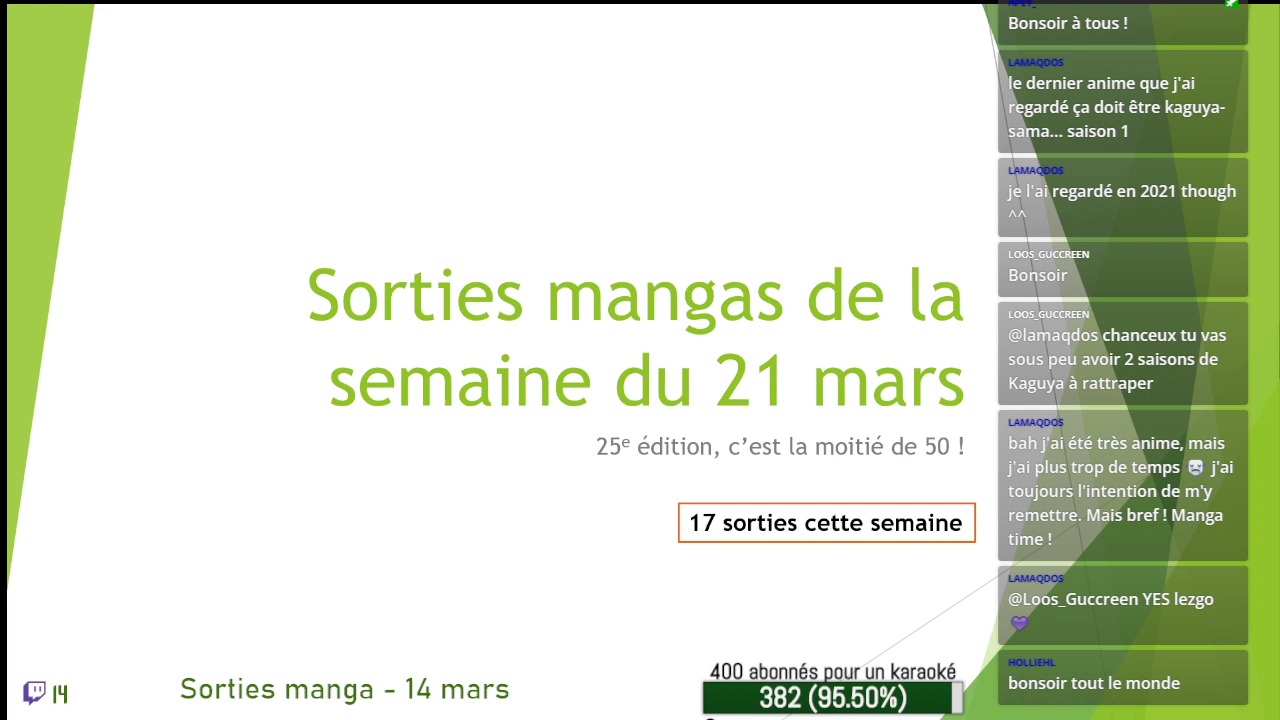 Sorties mangas de la
semaine du 21 mars
25e édition, c'est la moitié de 50 !
17 sorties cette semaine
14
Sorties manga - 14 mars
400 abonnés pour un karaoké
382 (95.50%)
Bonsoir à tous !
LAMAQDOS
le dernier anime que j'ai
regardé ça doit être kaguya-
sama... saison 1
LAMAQDOS
je l'ai regardé en 2021 though
^^
LOOS_GUCCREEN
Bonsoir
LOOS_GUCCREEN
@lamaqdos chanceux tu vas
sous peu avoir 2 saisons de
Kaguya à rattraper
LAMAQDOS
bah j'ai été très anime, mais
j'ai plus trop de temps j'ai
toujours l'intention de m'y
remettre. Mais bref ! Manga
time !
LAMAQDOS
@Loos_Guccreen YES lezgo
HOLLIEHL
bonsoir tout le monde